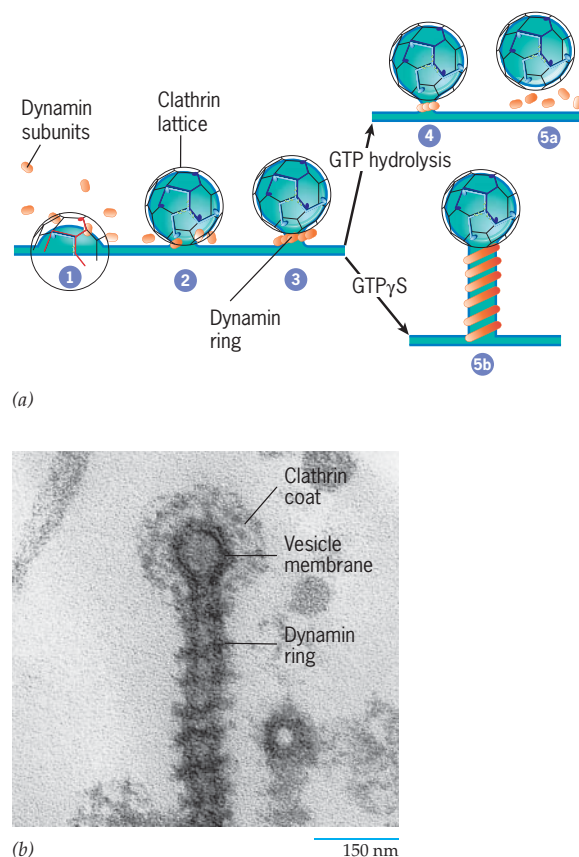 Dynamin
subunits
Clathrin
lattice
1
2
3
Dynamin
ring
4
5a
GTP hydrolysis
GTPγS
5b
(a)
Clathrin
coat
Vesicle
membrane
Dynamin
ring
(b)
150 nm